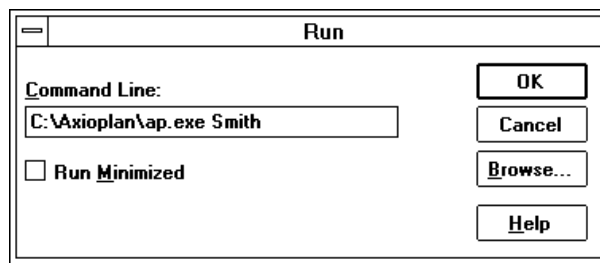 Run
Command Line:
C:\Axioplan\ap.exe Smith
Run Minimized
OK
Cancel
Browse...
Help